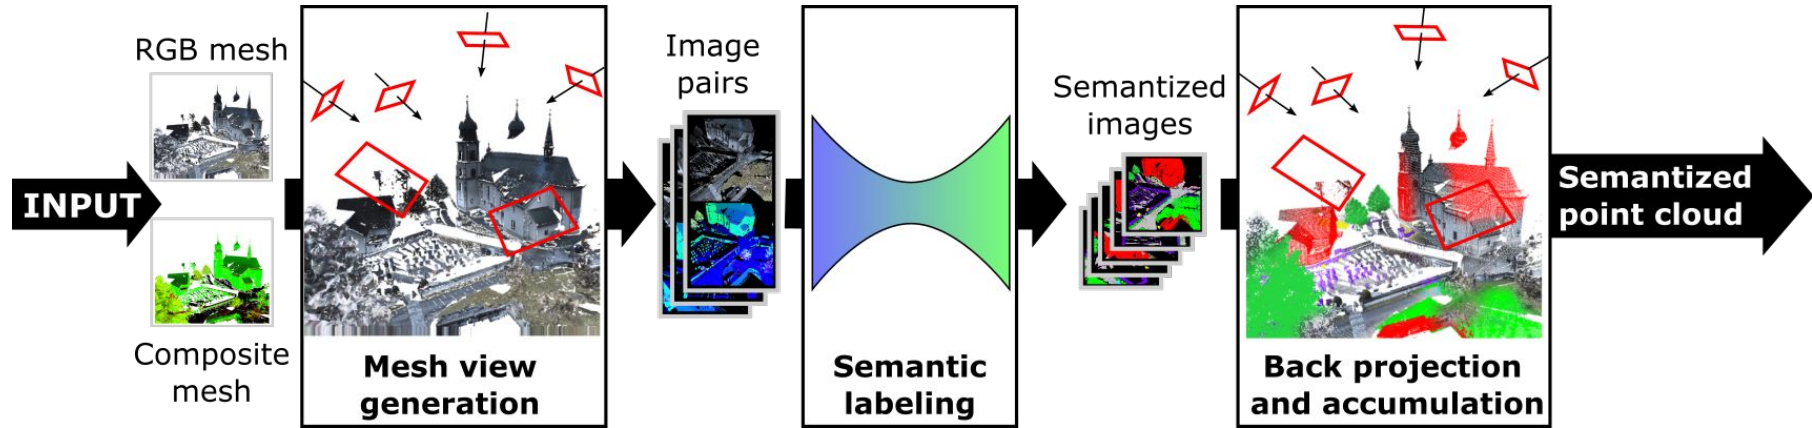 INPUT
RGB mesh
Composite
mesh
Mesh view
generation
Image
pairs
Semantic
labeling
Semantized
images
Back projection
and accumulation
Semantized
point cloud